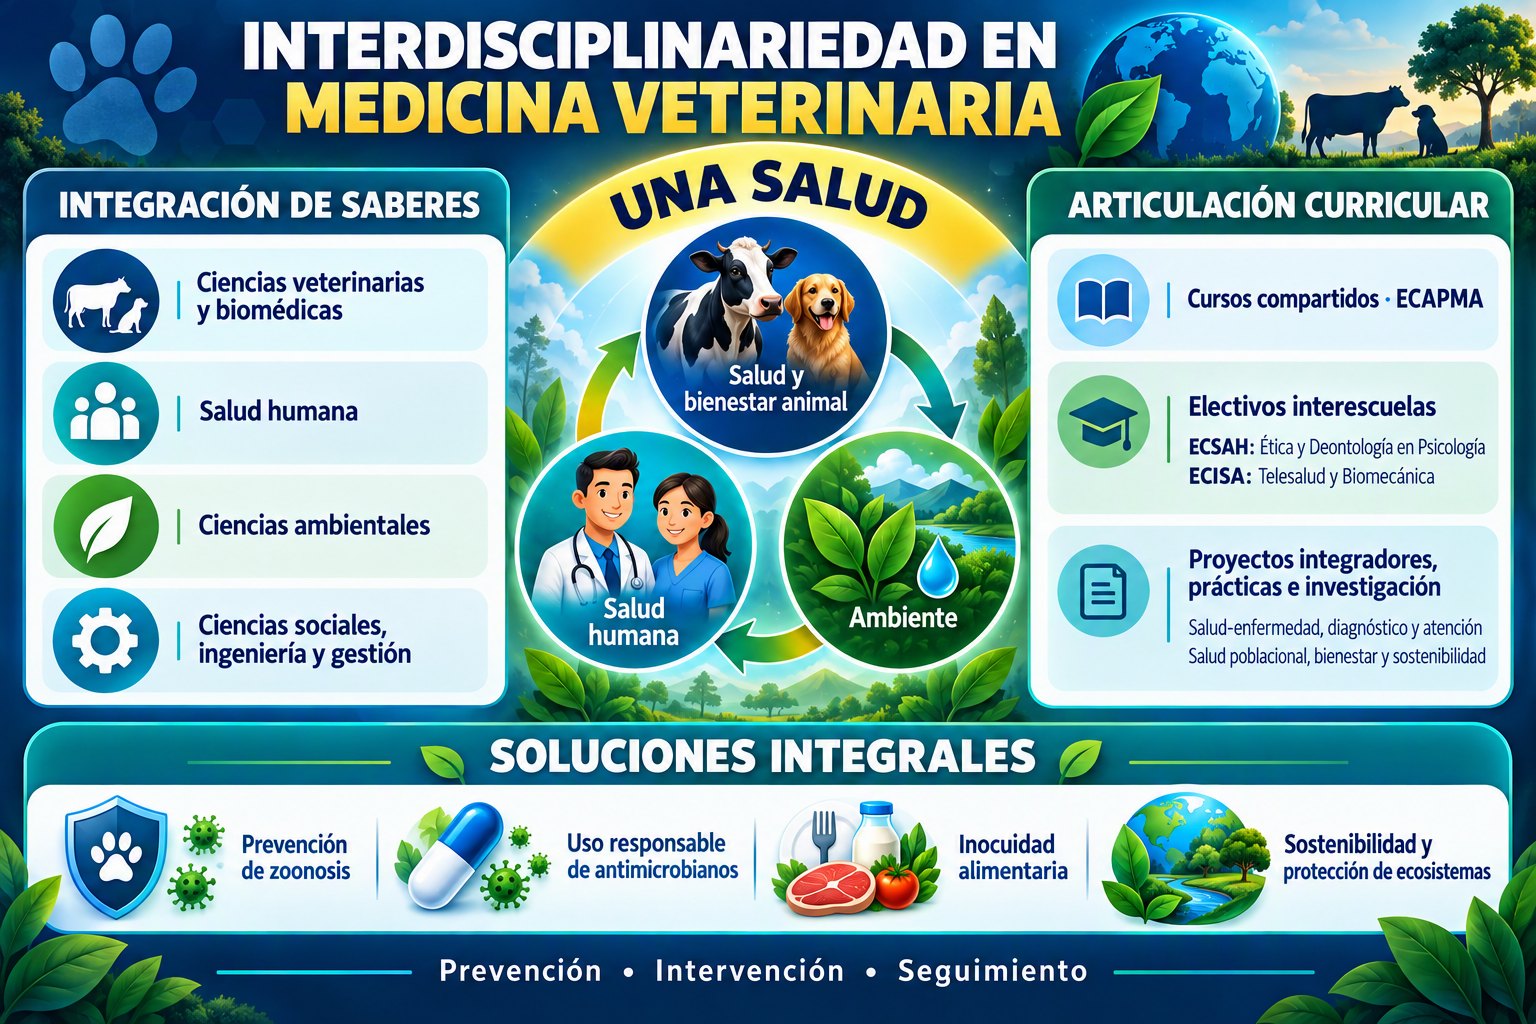 INTERDISCIPLINARIEDAD EN
MEDICINA VETERINARIA
INTEGRACIÓN DE SABERES
Ciencias veterinarias
y biomédicas
Salud humana
Ciencias ambientales
Ciencias sociales,
ingeniería y gestión
UNA SALUD
Salud y
bienestar animal
Salud
humana
Ambiente
ARTICULACIÓN CURRICULAR
Cursos compartidos · ECAPMA
Electivos interescuelas
ECSAH: Ética y Deontología en Psicología
ECISA: Telesalud y Biomecánica
Proyectos integradores,
prácticas e investigación
Salud-enfermedad, diagnóstico y atención
Salud poblacional, bienestar y sostenibilidad
SOLUCIONES INTEGRALES
Prevención
de zoonosis
Uso responsable
de antimicrobianos
Inocuidad
alimentaria
Sostenibilidad y
protección de ecosistemas
Prevención • Intervención • Seguimiento